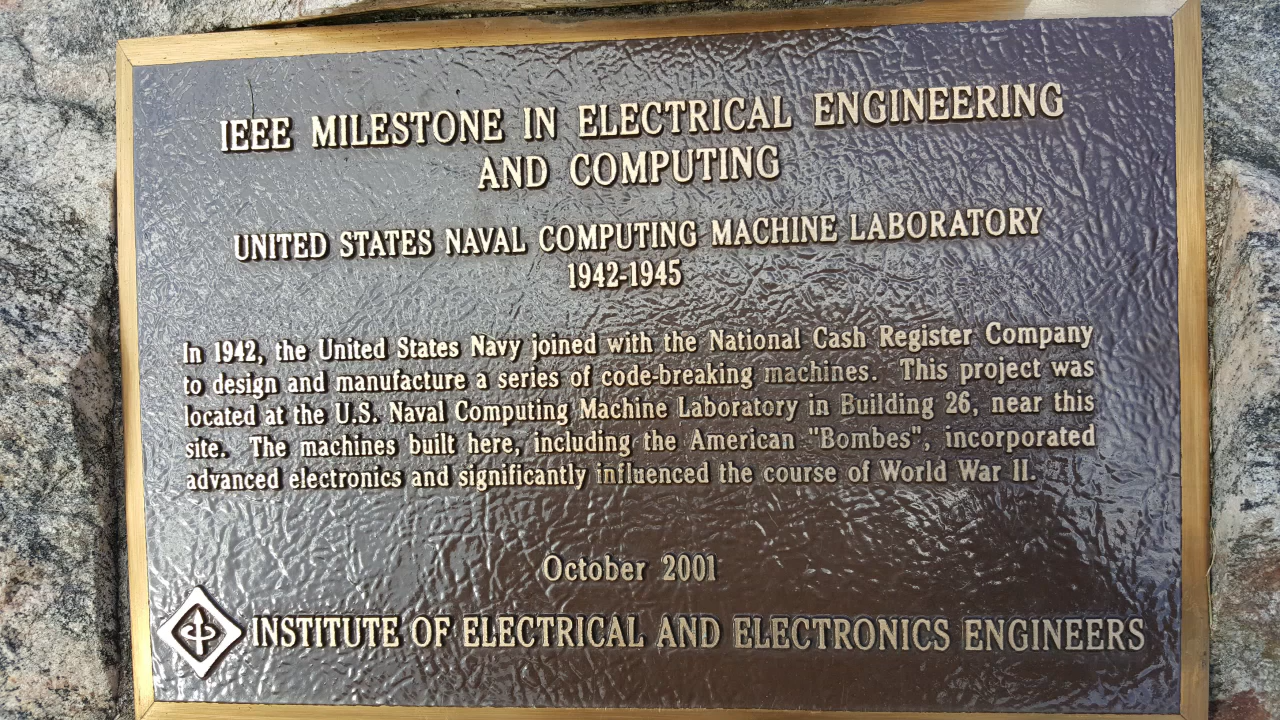 IEEE MILESTONE IN ELECTRICAL ENGINEERING
AND COMPUTING
UNITED STATES NAVAL COMPUTING MACHINE LABORATORY
1942-1945
In 1942, the United States Navy joined with the National Cash Register Company
to design and manufacture a series of code-breaking machines. This project was
located at the U.S. Naval Computing Machine Laboratory in Building 26, near this
site. The machines built here, including the American "Bombes", incorporated
advanced electronics and significantly influenced the course of World War II.
October 2001
INSTITUTE OF ELECTRICAL AND ELECTRONICS ENGINEERS